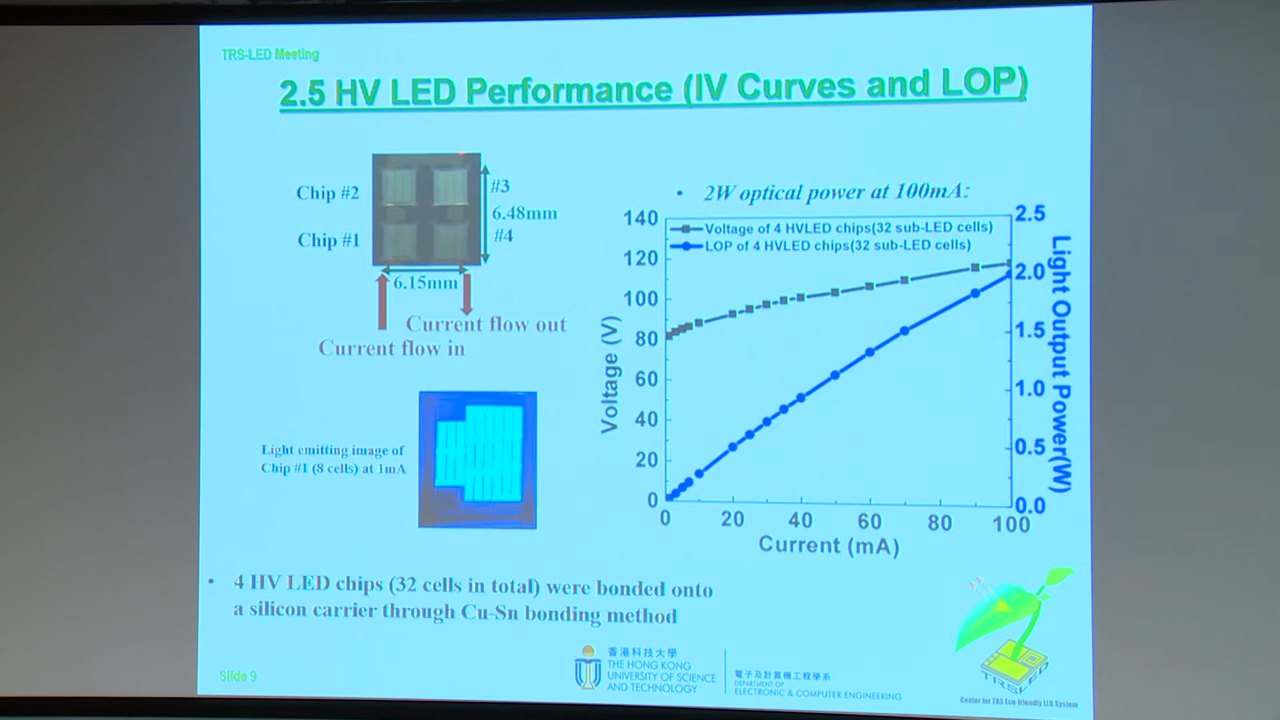 TRS-LED Meeting
2.5 HV LED Performance (IV Curves and LOP)
Chip #2
#3
6.48mm
Chip #1
#4
6.15mm
Current flow out
Current flow in
Light emitting image of
Chip #1 (8 cells) at 1mA
• 2W optical power at 100mA:
Voltage of 4 HVLED chips(32 sub-LED cells)
LOP of 4 HVLED chips(32 sub-LED cells)
Voltage (V)
140
120
100
80
60
40
20
0
2.5
2.0
1.5
1.0
0.5
0.0
Light Output Power(W)
0 20 40 60 80 100
Current (mA)
• 4 HV LED chips (32 cells in total) were bonded onto
a silicon carrier through Cu-Sn bonding method
Slide 9
香港科技大學
THE HONG KONG
UNIVERSITY OF SCIENCE
AND TECHNOLOGY
電子及計算機工程學系
DEPARTMENT OF
ELECTRONIC & COMPUTER ENGINEERING
TRSLED
Center for TRS Eco-friendly LED System